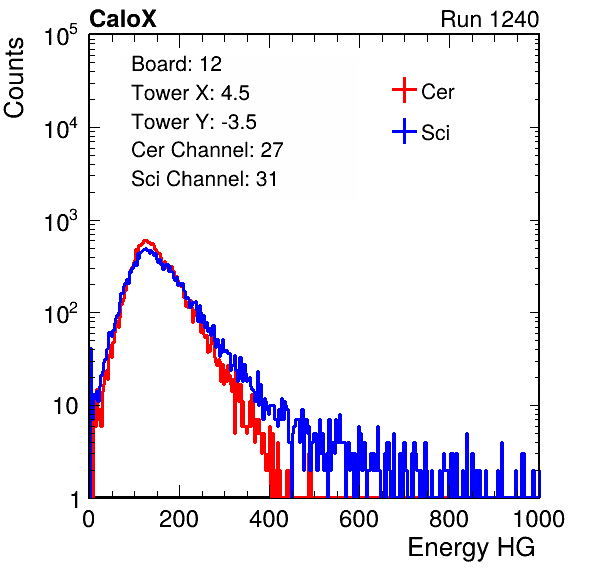 CaloX Run 1240
Counts
Board: 12
Tower X: 4.5
Tower Y: -3.5
Cer Channel: 27
Sci Channel: 31
Cer
Sci
10^5
10^4
10^3
10^2
10
1
0 200 400 600 800 1000
Energy HG